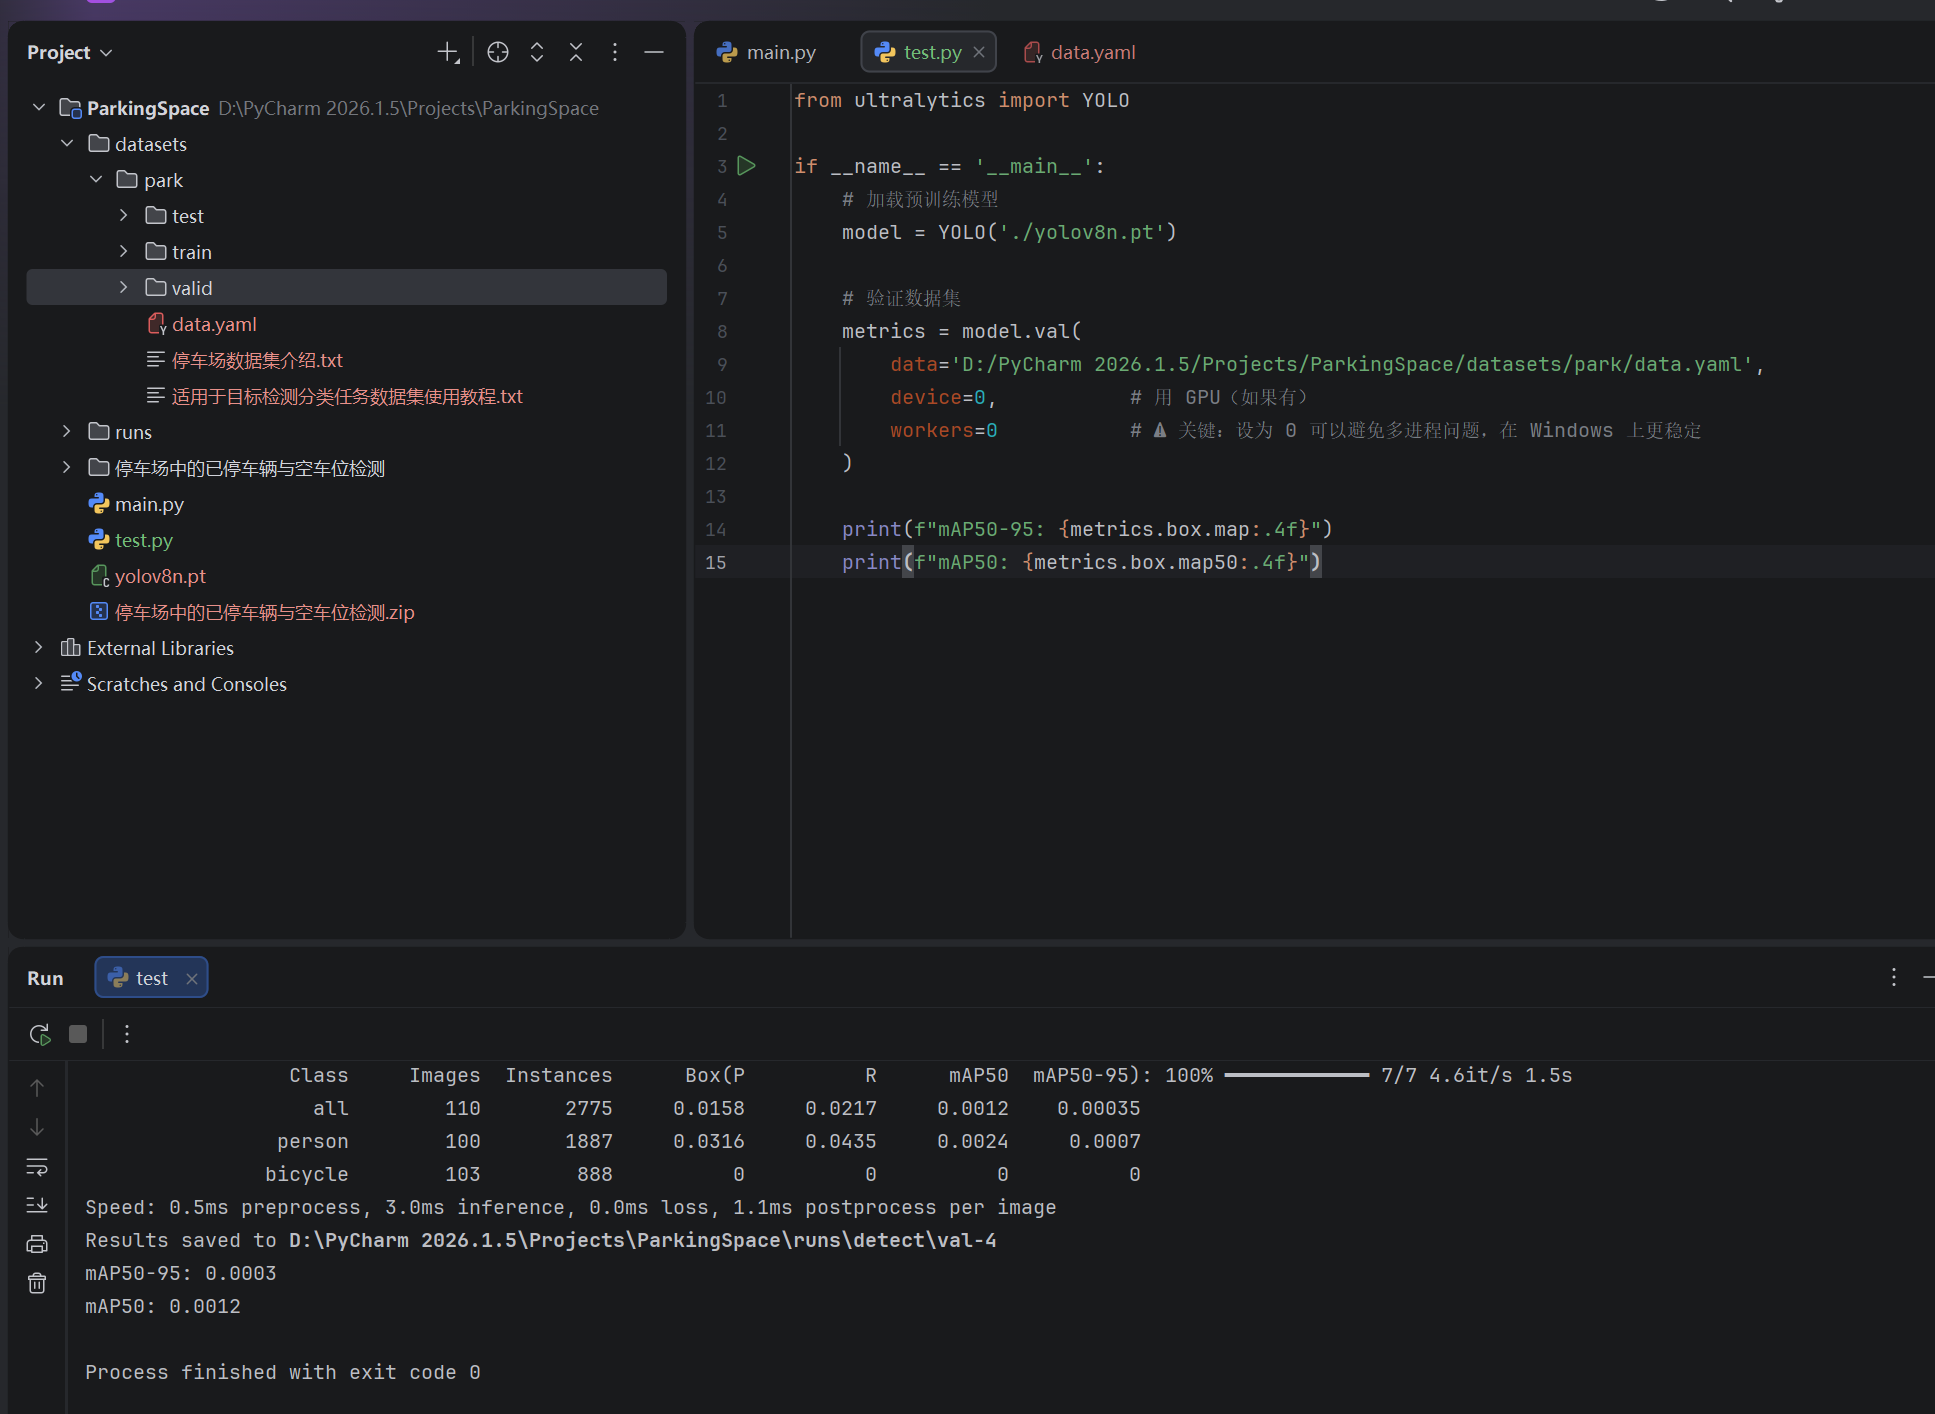 Project
ParkingSpace D:\PyCharm 2026.1.5\Projects\ParkingSpace
datasets
park
test
train
valid
data.yaml
停车场数据集介绍.txt
适用于目标检测分类任务数据集使用教程.txt
runs
停车场中的已停车辆与空车位检测
main.py
test.py
yolov8n.pt
停车场中的已停车辆与空车位检测.zip
External Libraries
Scratches and Consoles
main.py test.py data.yaml
1 from ultralytics import YOLO
2
3 if __name__ == '__main__':
4 # 加载预训练模型
5 model = YOLO('./yolov8n.pt')
6
7 # 验证数据集
8 metrics = model.val(
9 data='D:/PyCharm 2026.1.5/Projects/ParkingSpace/datasets/park/data.yaml',
10 device=0, # 用 GPU（如果有）
11 workers=0 # ⚠ 关键：设为 0 可以避免多进程问题，在 Windows 上更稳定
12 )
13
14 print(f"mAP50-95: {metrics.box.map:.4f}")
15 print(f"mAP50: {metrics.box.map50:.4f}")
Run test
Class Images Instances Box(P R mAP50 mAP50-95): 100% ━━━━━━━━━━━━ 7/7 4.6it/s 1.5s
all 110 2775 0.0158 0.0217 0.0012 0.00035
person 100 1887 0.0316 0.0435 0.0024 0.0007
bicycle 103 888 0 0 0 0
Speed: 0.5ms preprocess, 3.0ms inference, 0.0ms loss, 1.1ms postprocess per image
Results saved to D:\PyCharm 2026.1.5\Projects\ParkingSpace\runs\detect\val-4
mAP50-95: 0.0003
mAP50: 0.0012
Process finished with exit code 0